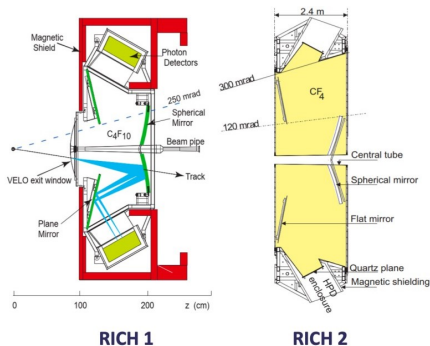 Magnetic
Shield
Photon
Detectors
250 mrad
Spherical
Mirror
C4F10
Beam pipe
VELO exit window
Track
Plane
Mirror
0
100
200
z (cm)
RICH 1
2.4 m
300 mrad
CF4
120 mrad
Central tube
Spherical mirror
Flat mirror
Quartz plane
HPD
enclosure
Magnetic shielding
RICH 2